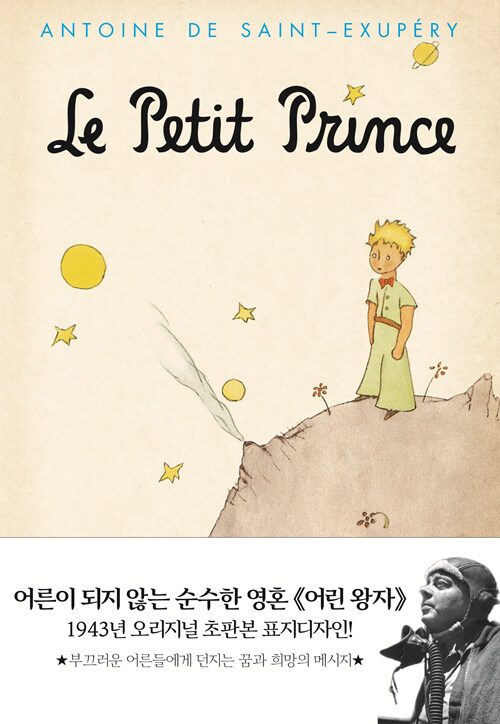 ANTOINE DE SAINT–EXUPÉRY
Le Petit Prince
어른이 되지 않는 순수한 영혼 《어린 왕자》
1943년 오리지널 초판본 표지디자인!
★부끄러운 어른들에게 던지는 꿈과 희망의 메시지★